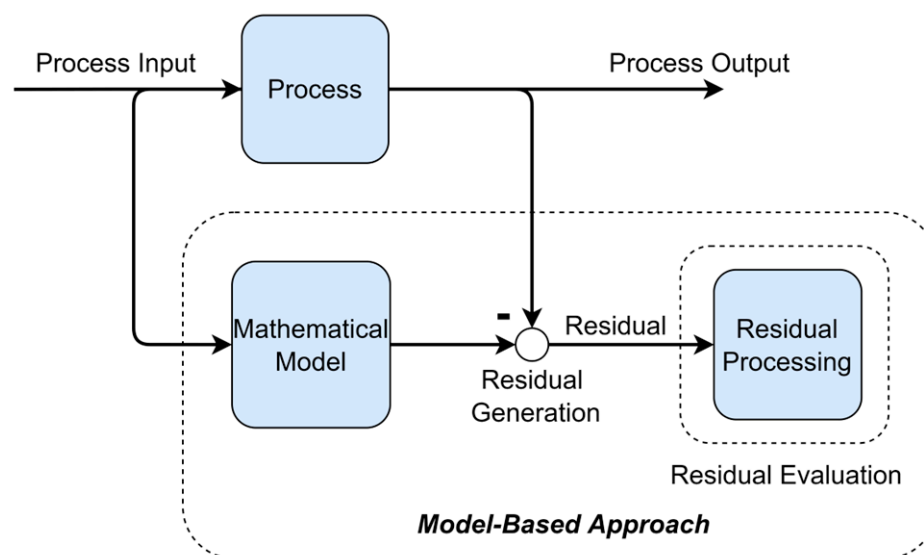 Process Input
Process
Process Output
Mathematical
Model
-
Residual
Generation
Residual
Residual
Processing
Residual Evaluation
Model-Based Approach